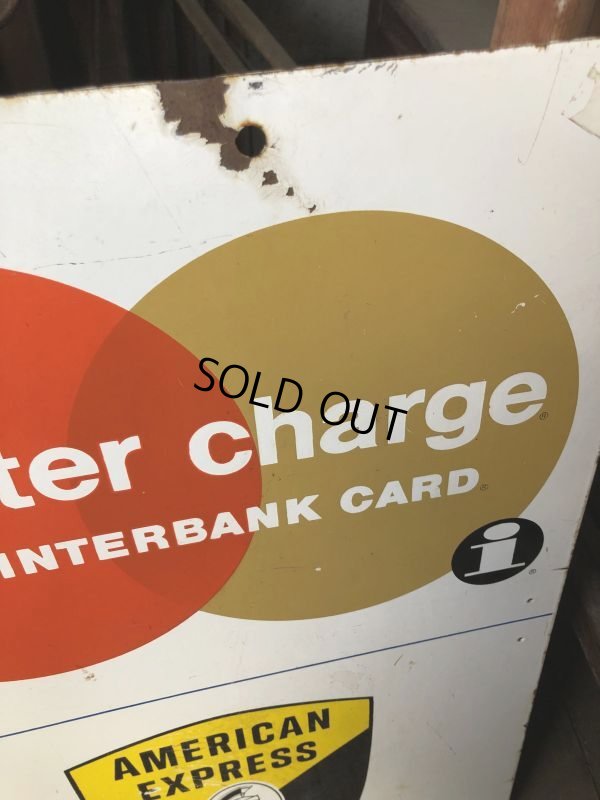 ter charge®
SOLD OUT
INTERBANK CARD®
i®
AMERICAN
EXPRESS